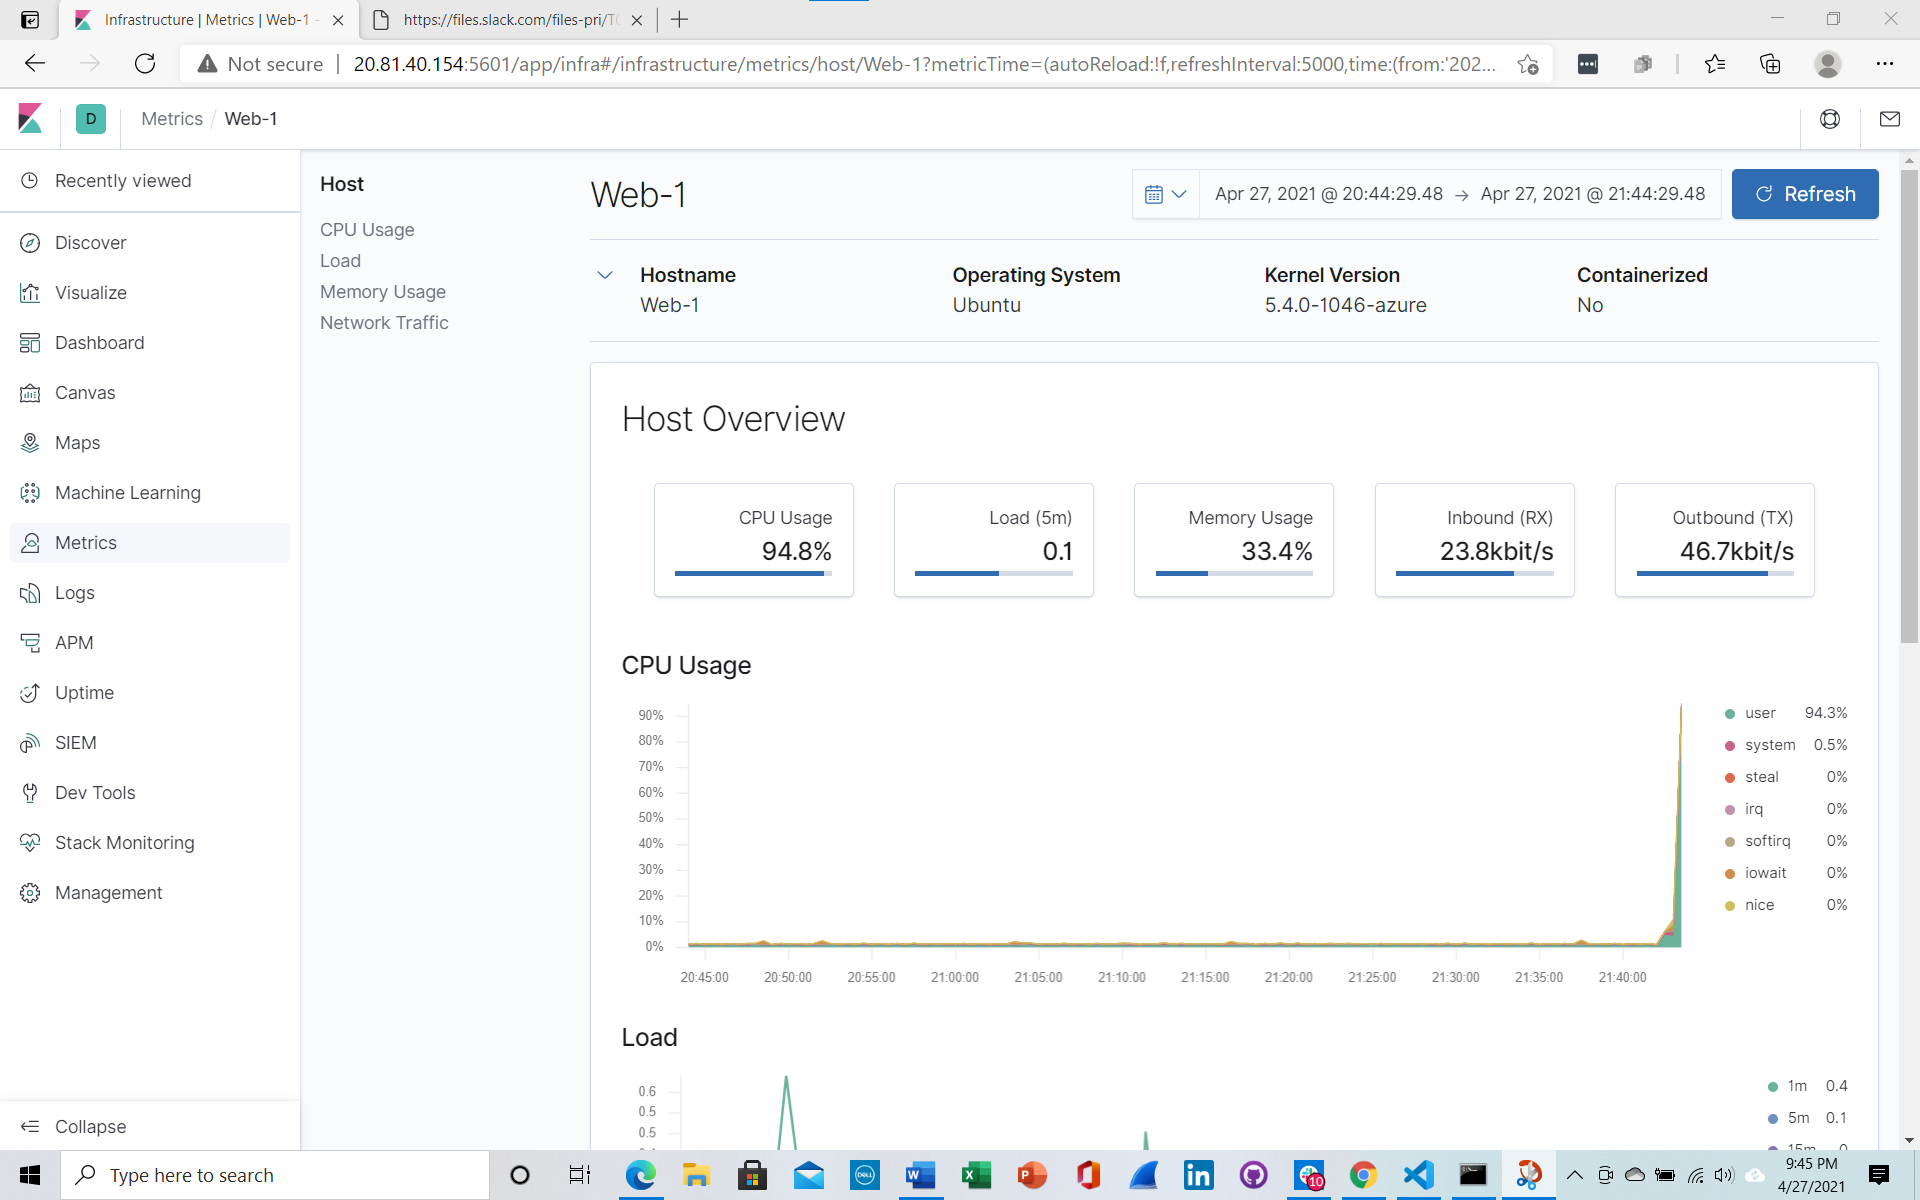 Infrastructure | Metrics | Web-1 -
https://files.slack.com/files-pri/T0
Not secure
20.81.40.154:5601/app/infra#/infrastructure/metrics/host/Web-1?metricTime=(autoReload:!f,refreshInterval:5000,time:(from:'202...
D
Metrics / Web-1
Recently viewed
Discover
Visualize
Dashboard
Canvas
Maps
Machine Learning
Metrics
Logs
APM
Uptime
SIEM
Dev Tools
Stack Monitoring
Management
Collapse
Host
CPU Usage
Load
Memory Usage
Network Traffic
Web-1
Apr 27, 2021 @ 20:44:29.48 → Apr 27, 2021 @ 21:44:29.48
Refresh
Hostname
Web-1
Operating System
Ubuntu
Kernel Version
5.4.0-1046-azure
Containerized
No
Host Overview
CPU Usage
94.8%
Load (5m)
0.1
Memory Usage
33.4%
Inbound (RX)
23.8kbit/s
Outbound (TX)
46.7kbit/s
CPU Usage
90%
80%
70%
60%
50%
40%
30%
20%
10%
0%
20:45:00 20:50:00 20:55:00 21:00:00 21:05:00 21:10:00 21:15:00 21:20:00 21:25:00 21:30:00 21:35:00 21:40:00
user 94.3%
system 0.5%
steal 0%
irq 0%
softirq 0%
iowait 0%
nice 0%
Load
0.6
0.5
0.5
1m 0.4
5m 0.1
15m 0
Type here to search
DELL
10
9:45 PM
4/27/2021